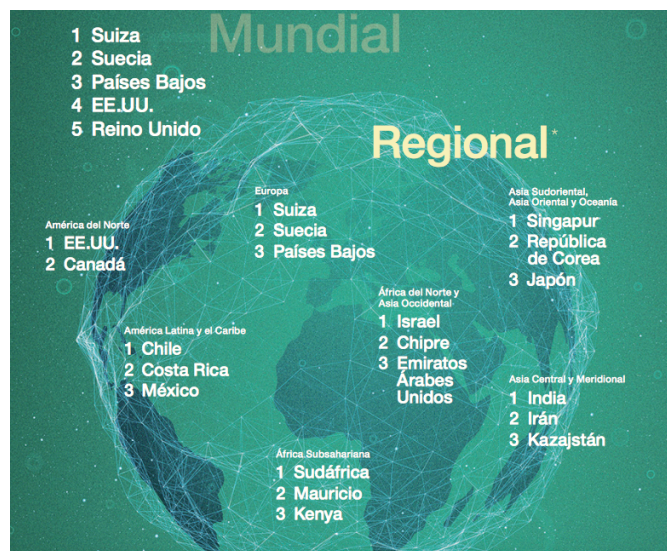 Mundial
1 Suiza
2 Suecia
3 Países Bajos
4 EE.UU.
5 Reino Unido
Regional*
América del Norte
1 EE.UU.
2 Canadá
Europa
1 Suiza
2 Suecia
3 Países Bajos
Asia Sudoriental,
Asia Oriental y Oceanía
1 Singapur
2 República
de Corea
3 Japón
América Latina y el Caribe
1 Chile
2 Costa Rica
3 México
África del Norte y
Asia Occidental
1 Israel
2 Chipre
3 Emiratos
Árabes
Unidos
Asia Central y Meridional
1 India
2 Irán
3 Kazajstán
África Subsahariana
1 Sudáfrica
2 Mauricio
3 Kenya